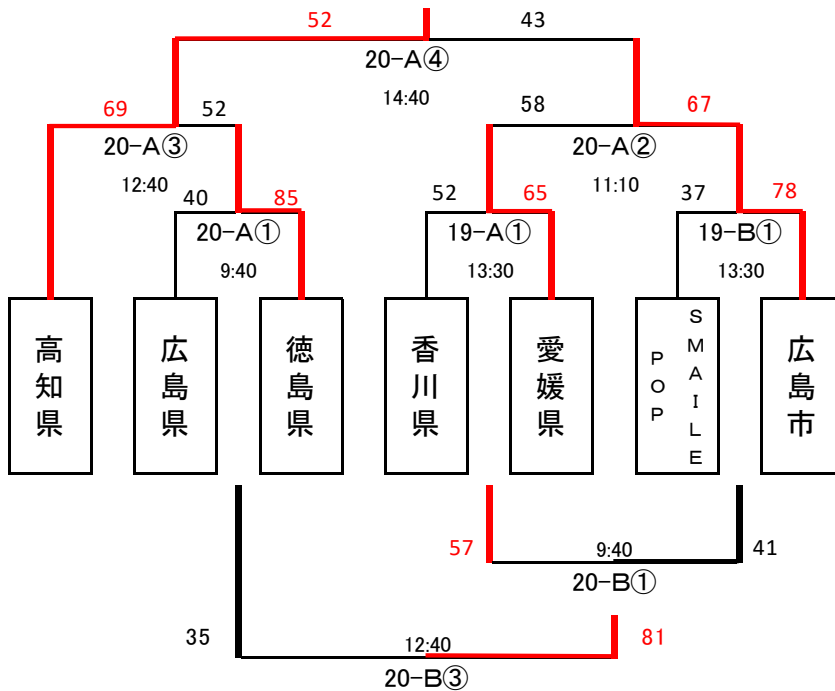 52 43
20-A④
14:40
69 52 58 67
20-A③ 20-A②
12:40 11:10
40 85 52 65 37 78
20-A① 19-A① 19-B①
9:40 13:30 13:30
高知県
広島県
徳島県
香川県
愛媛県
SMAILE
POP
広島市
57 9:40 41
20-B①
35 12:40 81
20-B③